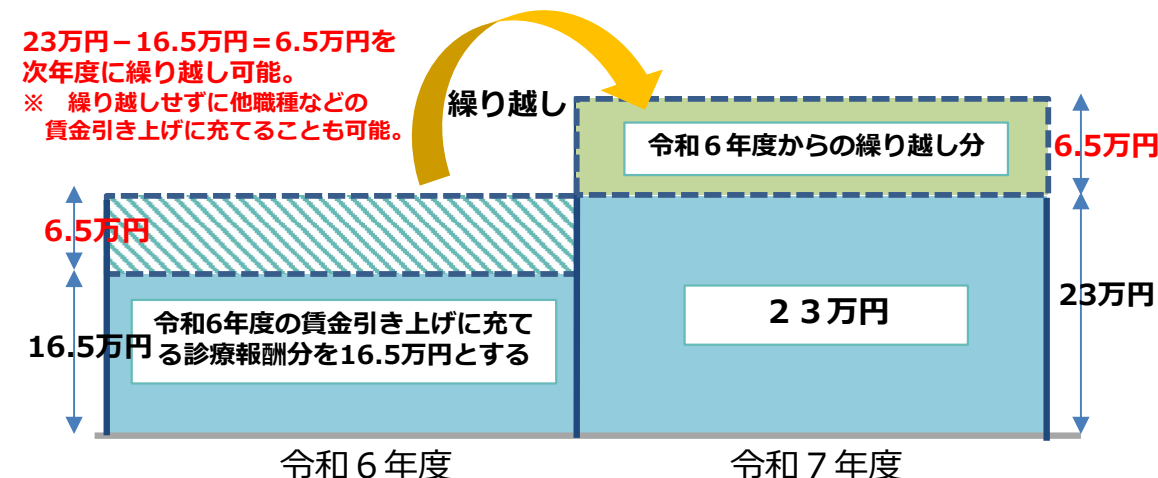 23万円－16.5万円＝6.5万円を
次年度に繰り越し可能。
※　繰り越しせずに他職種などの
賃金引き上げに充てることも可能。
繰り越し
令和６年度からの繰り越し分
6.5万円
6.5万円
16.5万円
令和6年度の賃金引き上げに充て
る診療報酬分を16.5万円とする
２３万円
23万円
令和６年度
令和７年度